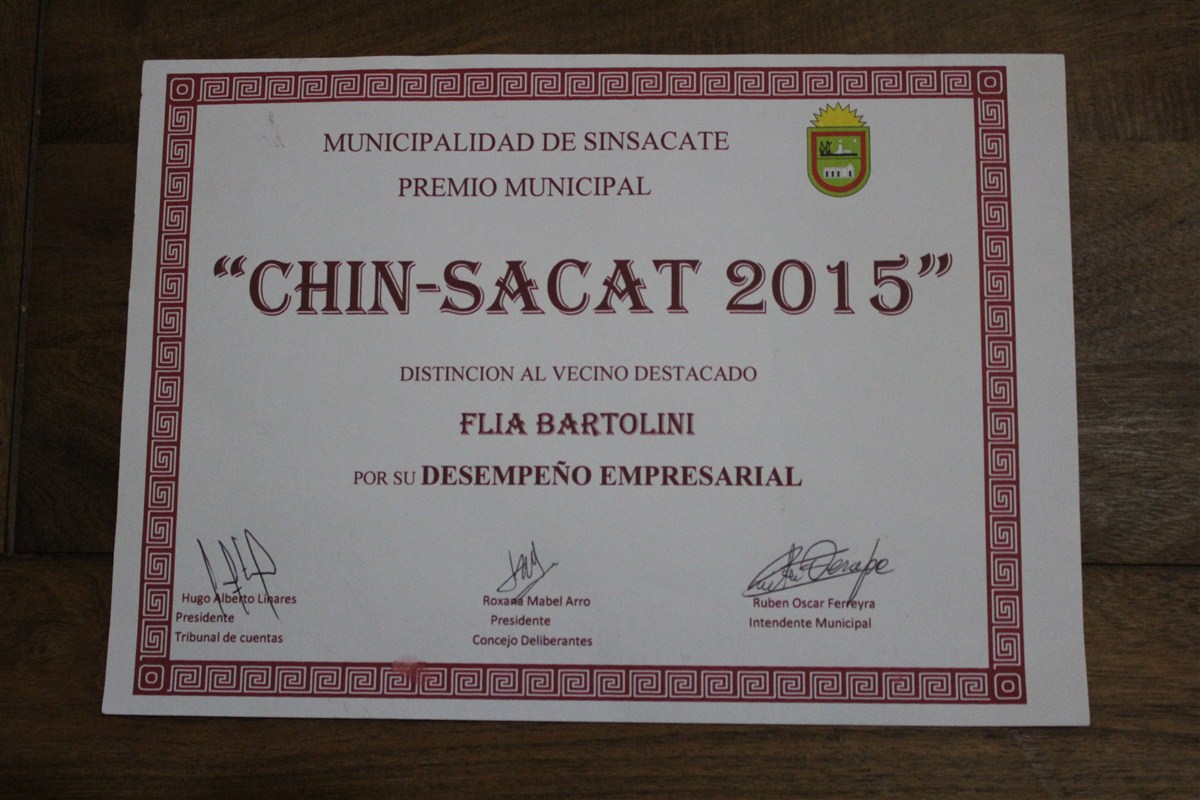 MUNICIPALIDAD DE SINSACATE
PREMIO MUNICIPAL
“CHIN-SACAT 2015”
DISTINCION AL VECINO DESTACADO
FLIA BARTOLINI
POR SU DESEMPEÑO EMPRESARIAL
Hugo Alberto Linares
Presidente
Tribunal de cuentas
Roxana Mabel Arro
Presidente
Concejo Deliberantes
Ruben Oscar Ferreyra
Intendente Municipal